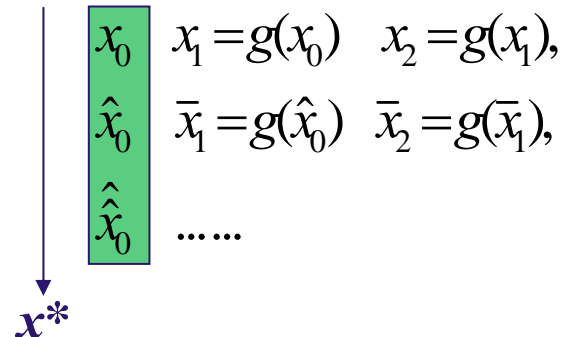 x₀ x₁ = g(x₀) x₂ = g(x₁),
x̂₀ x̄₁ = g(x̂₀) x̄₂ = g(x̄₁),
x̂̂₀ ......
x*